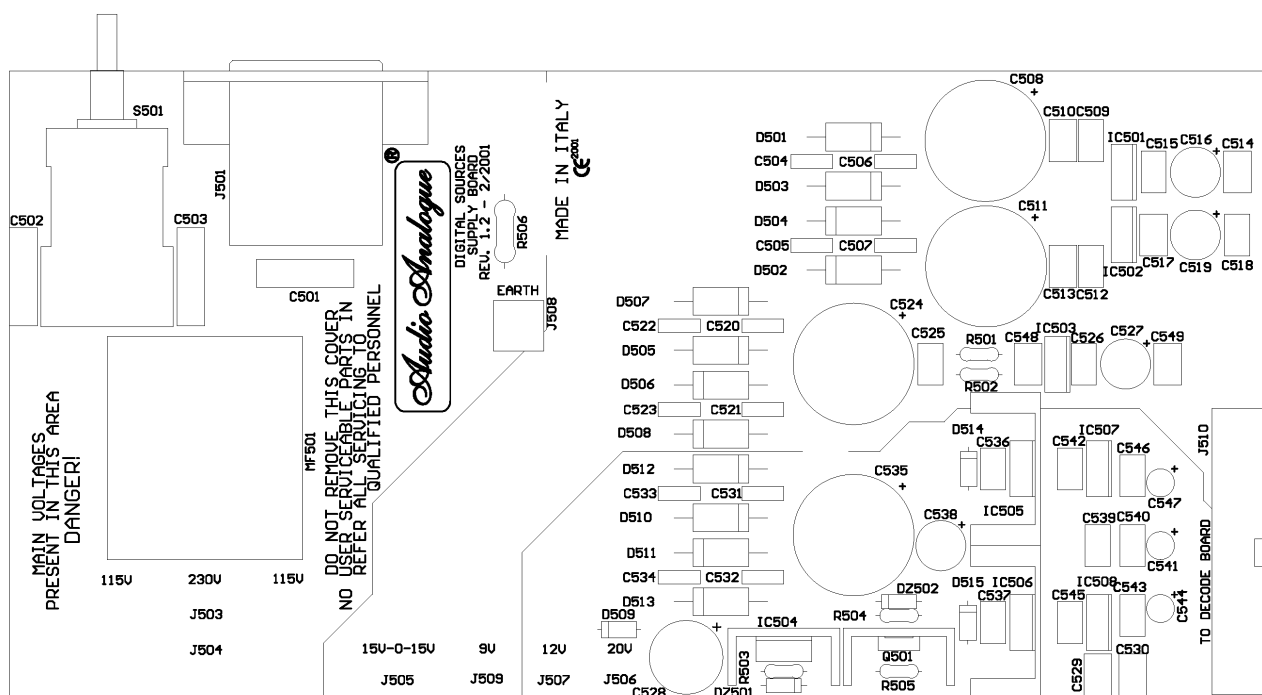 C508
S501
C510 C509
D501
IC501 C516
C515 C514
C504 C506
D503
J501
®
Audio Analogue
DIGITAL SOURCES
SUPPLY BOARD
REV. 1.2 - 2/2001
MADE IN ITALY
CE 2001
R506
C502
C503
D504
C511
C505 C507
D502
C517 C518
IC502 C519
C501
EARTH
J508
C513 C512
D507
C524
C522 C520
C525
R501 C548 IC503 C526 C527 C549
D505
R502
D506
C523 C521
D508
D514 C536
C542 IC507 C546
J510
MF501
MAIN VOLTAGES
PRESENT IN THIS AREA
DANGER!
DO NOT REMOVE THIS COVER
NO USER SERVICEABLE PARTS IN
REFER ALL SERVICING TO
QUALIFIED PERSONNEL
D512
C535
C533 C531
C547
D510
C538
IC505
C539 C540
D511
C541
TO DECODE BOARD
115V 230V 115V
C534 C532
DZ502
D515 IC506
C537
IC508
C545 C543
C544
D513
J503
D509
R504
IC504
J504
15V-0-15V 9V 12V 20V
R503
Q501
C529
C530
J505 J509 J507 J506
R505
C528
DZ501